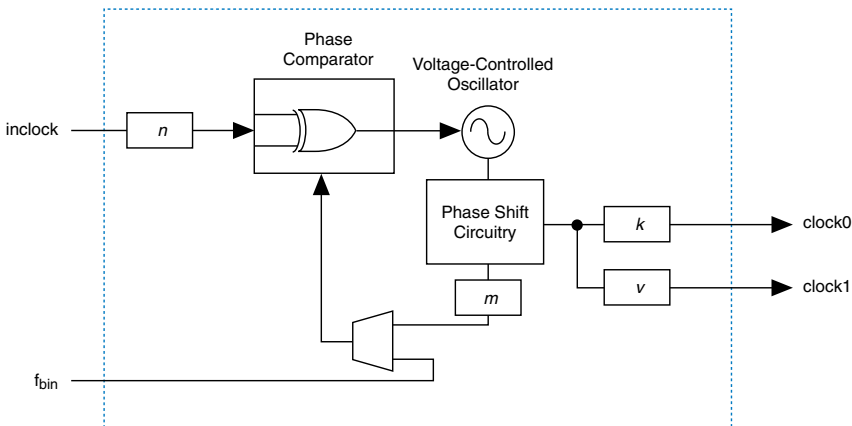 Phase
Comparator
Voltage-Controlled
Oscillator
inclock
n
Phase Shift
Circuitry
k
clock0
v
clock1
m
fbin